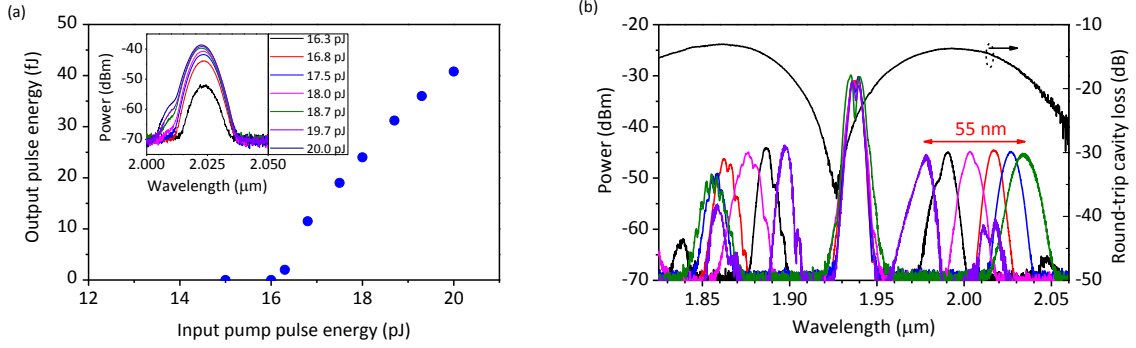 (a)
50
40
30
20
10
0
Output pulse energy (fJ)
12 14 16 18 20
Input pump pulse energy (pJ)
-40
-50
-60
-70
Power (dBm)
2.000 2.025 2.050
Wavelength (μm)
16.3 pJ
16.8 pJ
17.5 pJ
18.0 pJ
18.7 pJ
19.7 pJ
20.0 pJ
(b)
-20
-30
-40
-50
-60
-70
Power (dBm)
55 nm
1.85 1.90 1.95 2.00 2.05
Wavelength (μm)
-10
-20
-30
-40
-50
Round-trip cavity loss (dB)